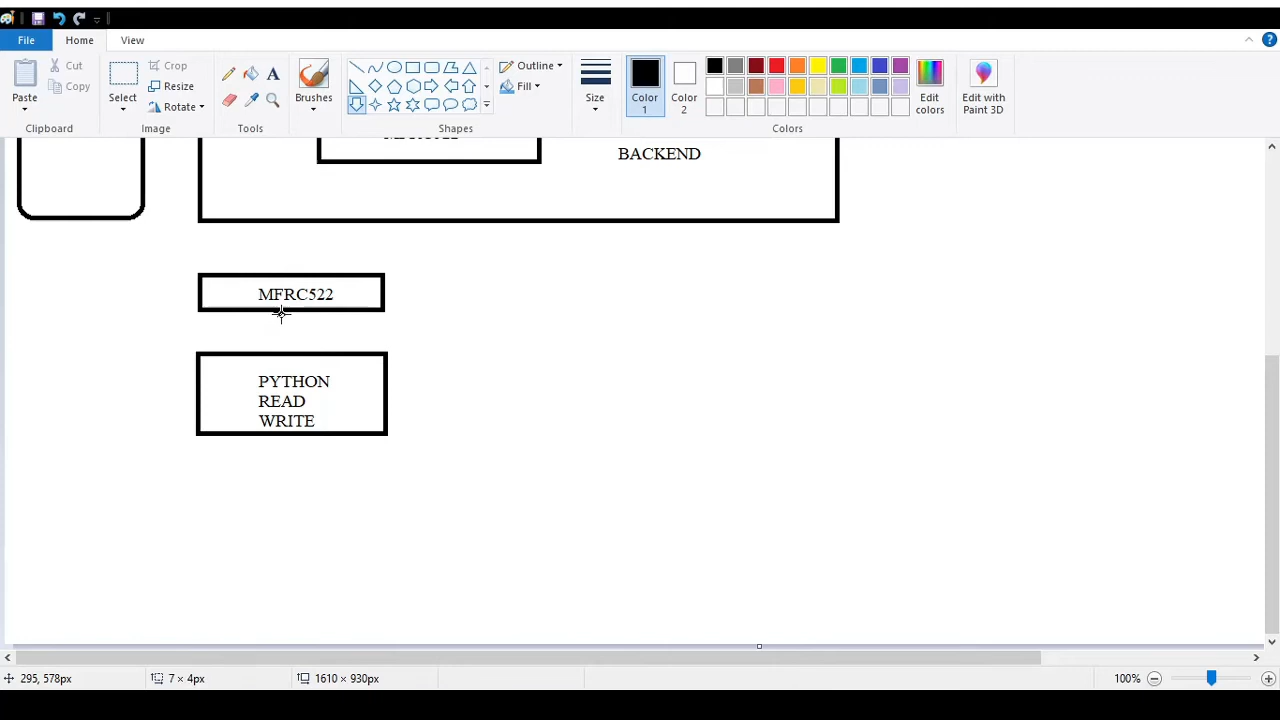 File
Home
View
Paste
Cut
Copy
Clipboard
Select
Crop
Resize
Rotate
Image
A
Tools
Brushes
Shapes
Outline
Fill
Size
Color
1
Color
2
Edit
colors
Edit with
Paint 3D
Colors
BACKEND
MFRC522
PYTHON
READ
WRITE
295, 578px
7 × 4px
1610 × 930px
100%